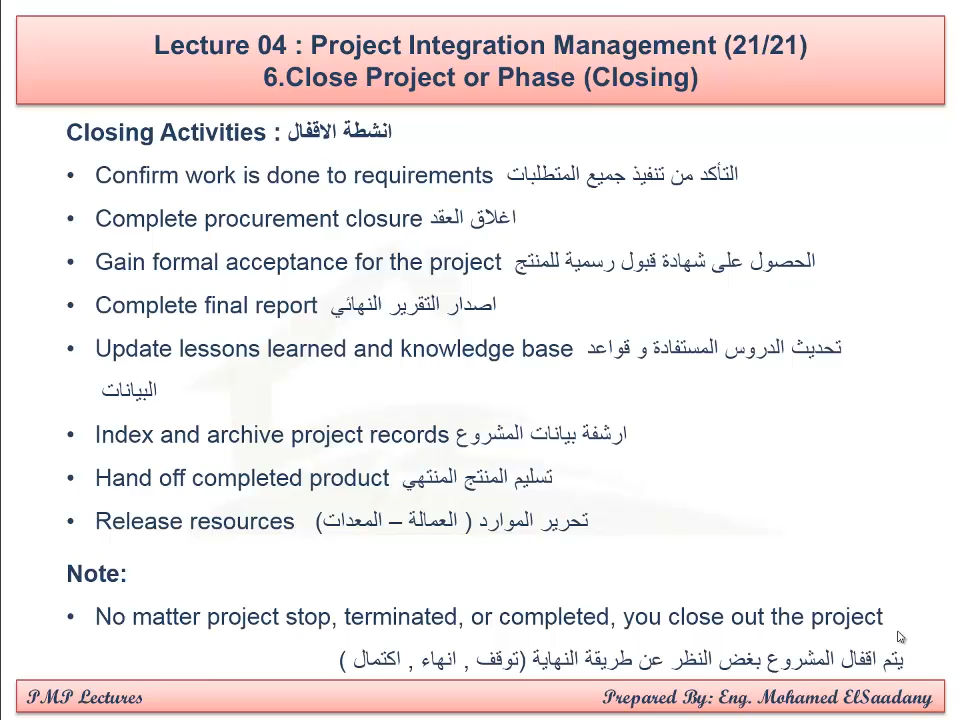 Lecture 04 : Project Integration Management (21/21)
6.Close Project or Phase (Closing)
Closing Activities : انشطة الاقفال
• Confirm work is done to requirements التأكد من تنفيذ جميع المتطلبات
• Complete procurement closure اغلاق العقد
• Gain formal acceptance for the project الحصول على شهادة قبول رسمية للمنتج
• Complete final report اصدار التقرير النهائي
• Update lessons learned and knowledge base تحديث الدروس المستفادة و قواعد
البيانات
• Index and archive project records ارشفة بيانات المشروع
• Hand off completed product تسليم المنتج المنتهي
• Release resources تحرير الموارد ( العمالة – المعدات)
Note:
• No matter project stop, terminated, or completed, you close out the project
يتم اقفال المشروع بغض النظر عن طريقة النهاية (توقف , انهاء , اكتمال )
PMP Lectures
Prepared By: Eng. Mohamed ElSaadany